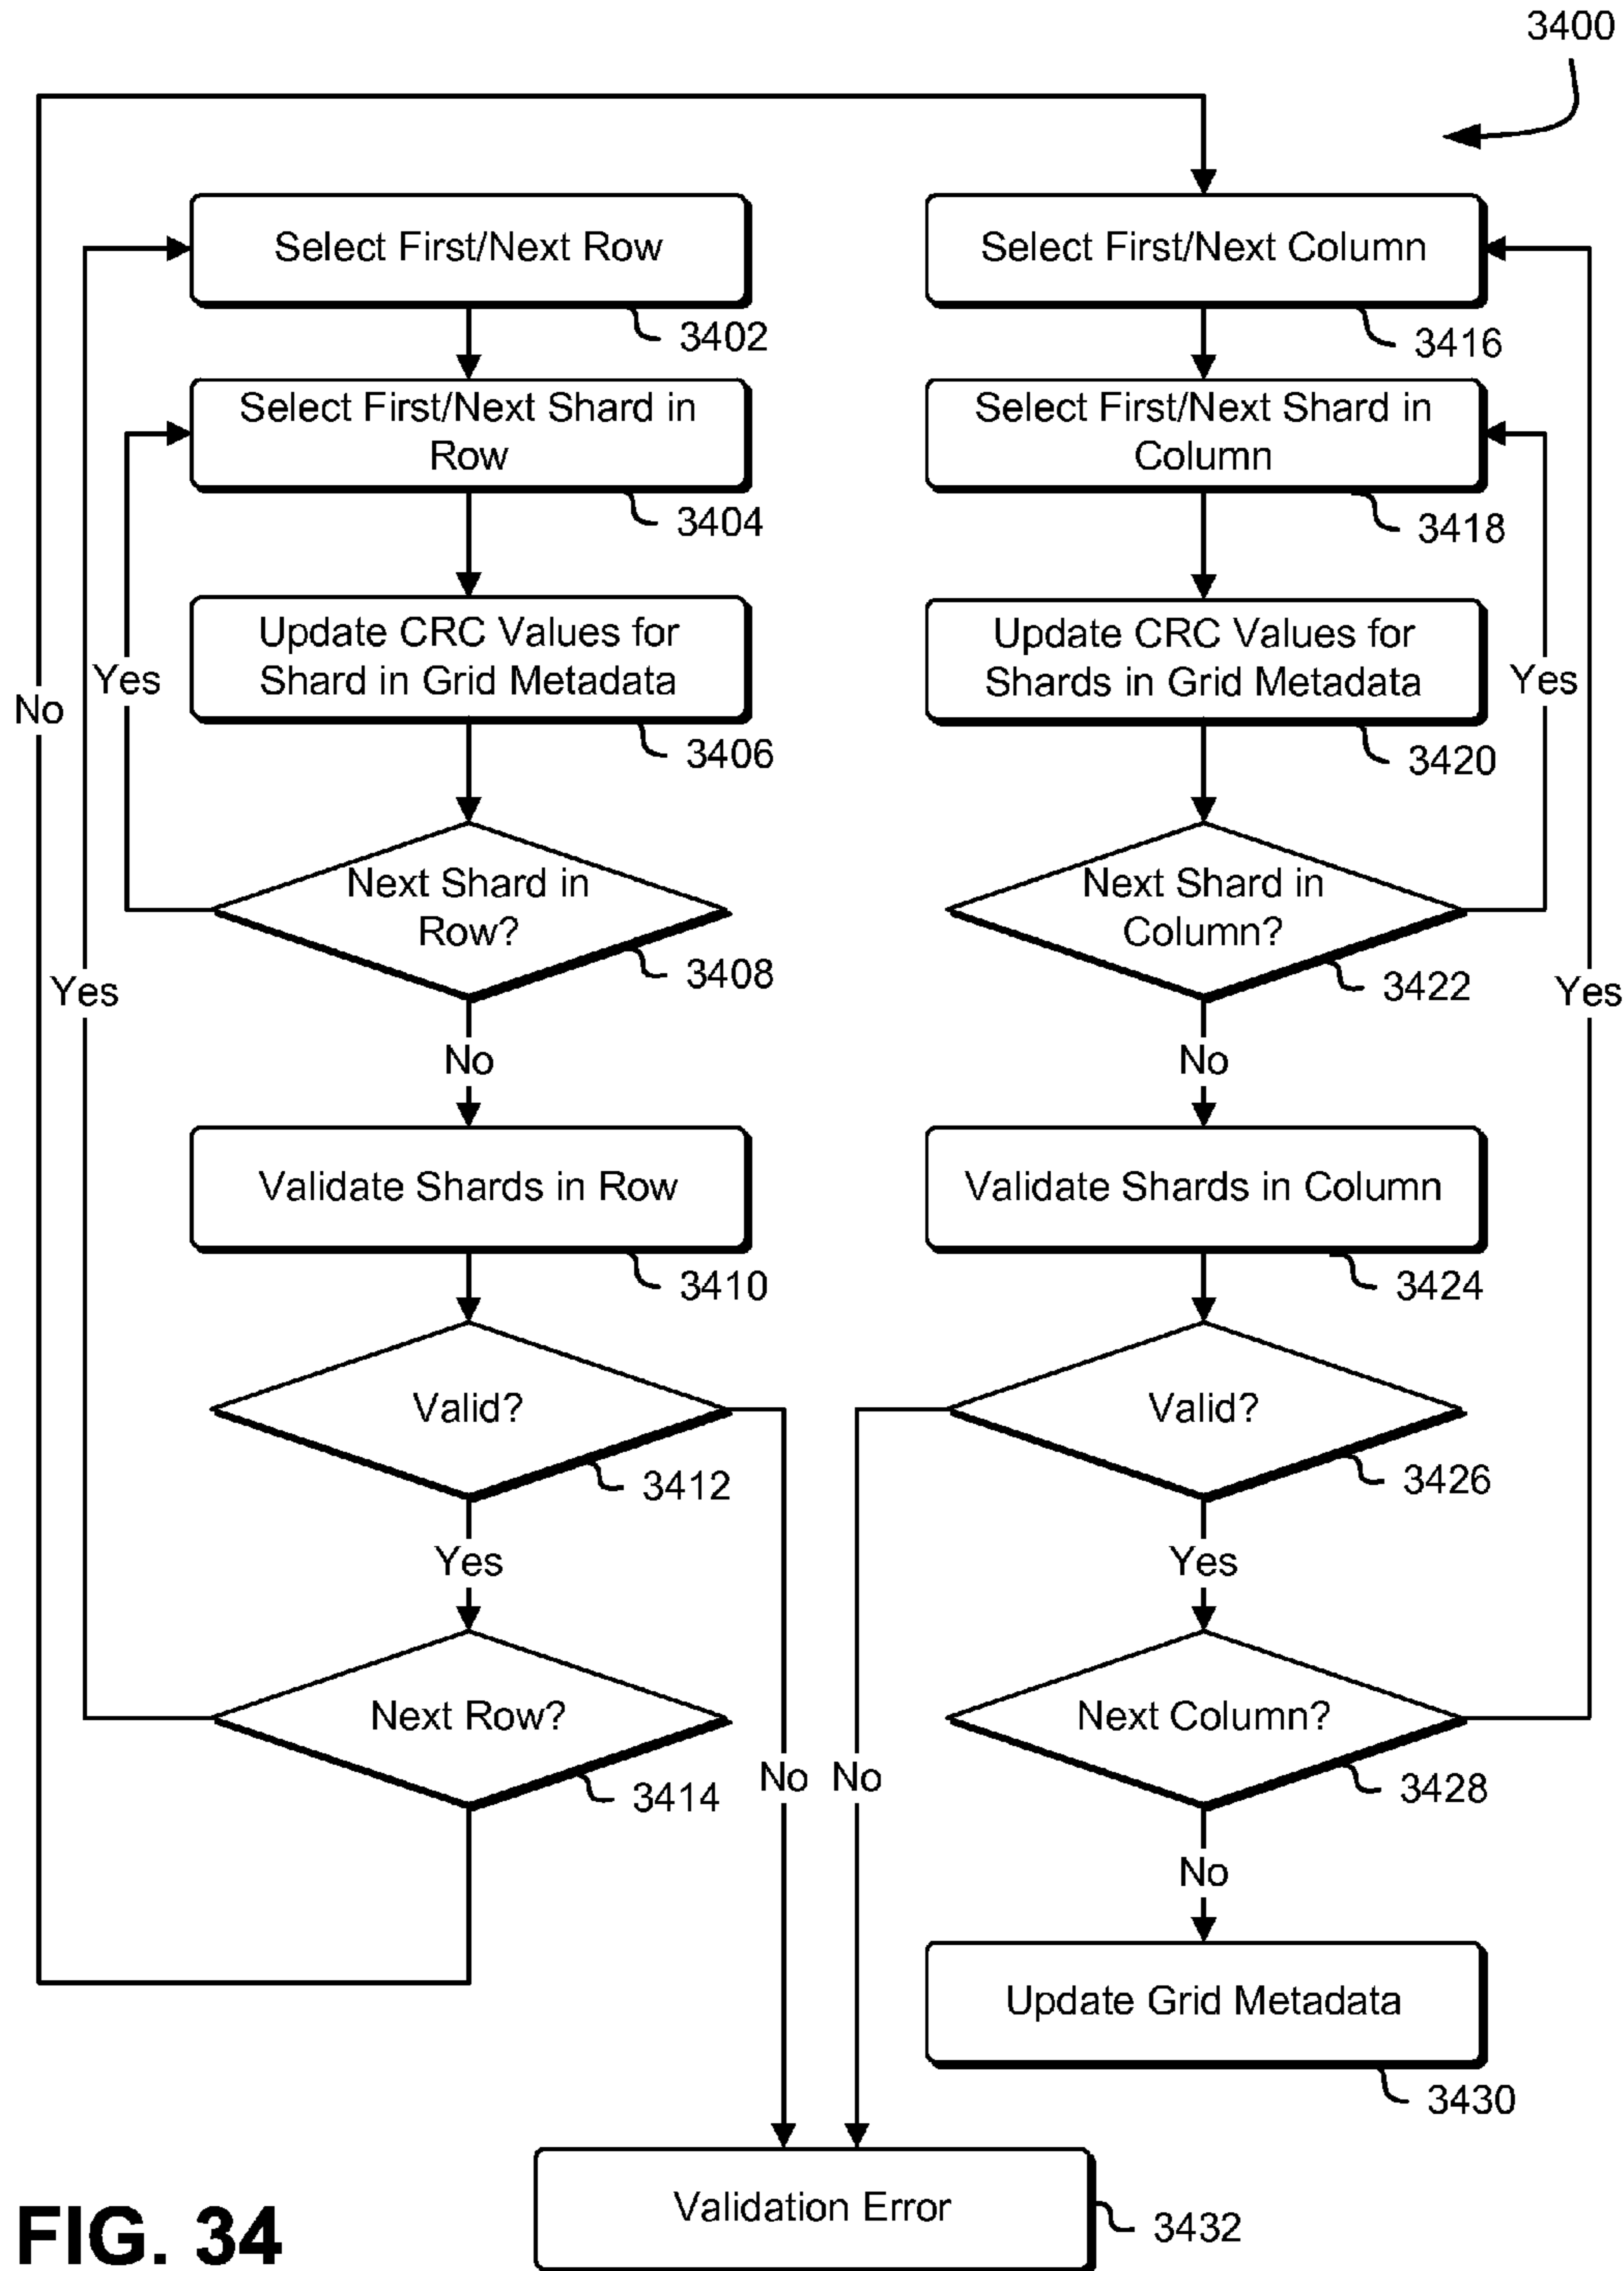 3400
Select First/Next Row
3402
Select First/Next Shard in
Row
3404
Update CRC Values for
Shard in Grid Metadata
3406
Yes
No
Next Shard in
Row?
3408
Yes
No
Validate Shards in Row
3410
Valid?
3412
Yes
Next Row?
3414
No
Select First/Next Column
3416
Select First/Next Shard in
Column
3418
Update CRC Values for
Shards in Grid Metadata
3420
Yes
Next Shard in
Column?
3422
Yes
No
Validate Shards in Column
3424
Valid?
3426
Yes
Next Column?
3428
No
No
Update Grid Metadata
3430
Validation Error
3432
FIG. 34